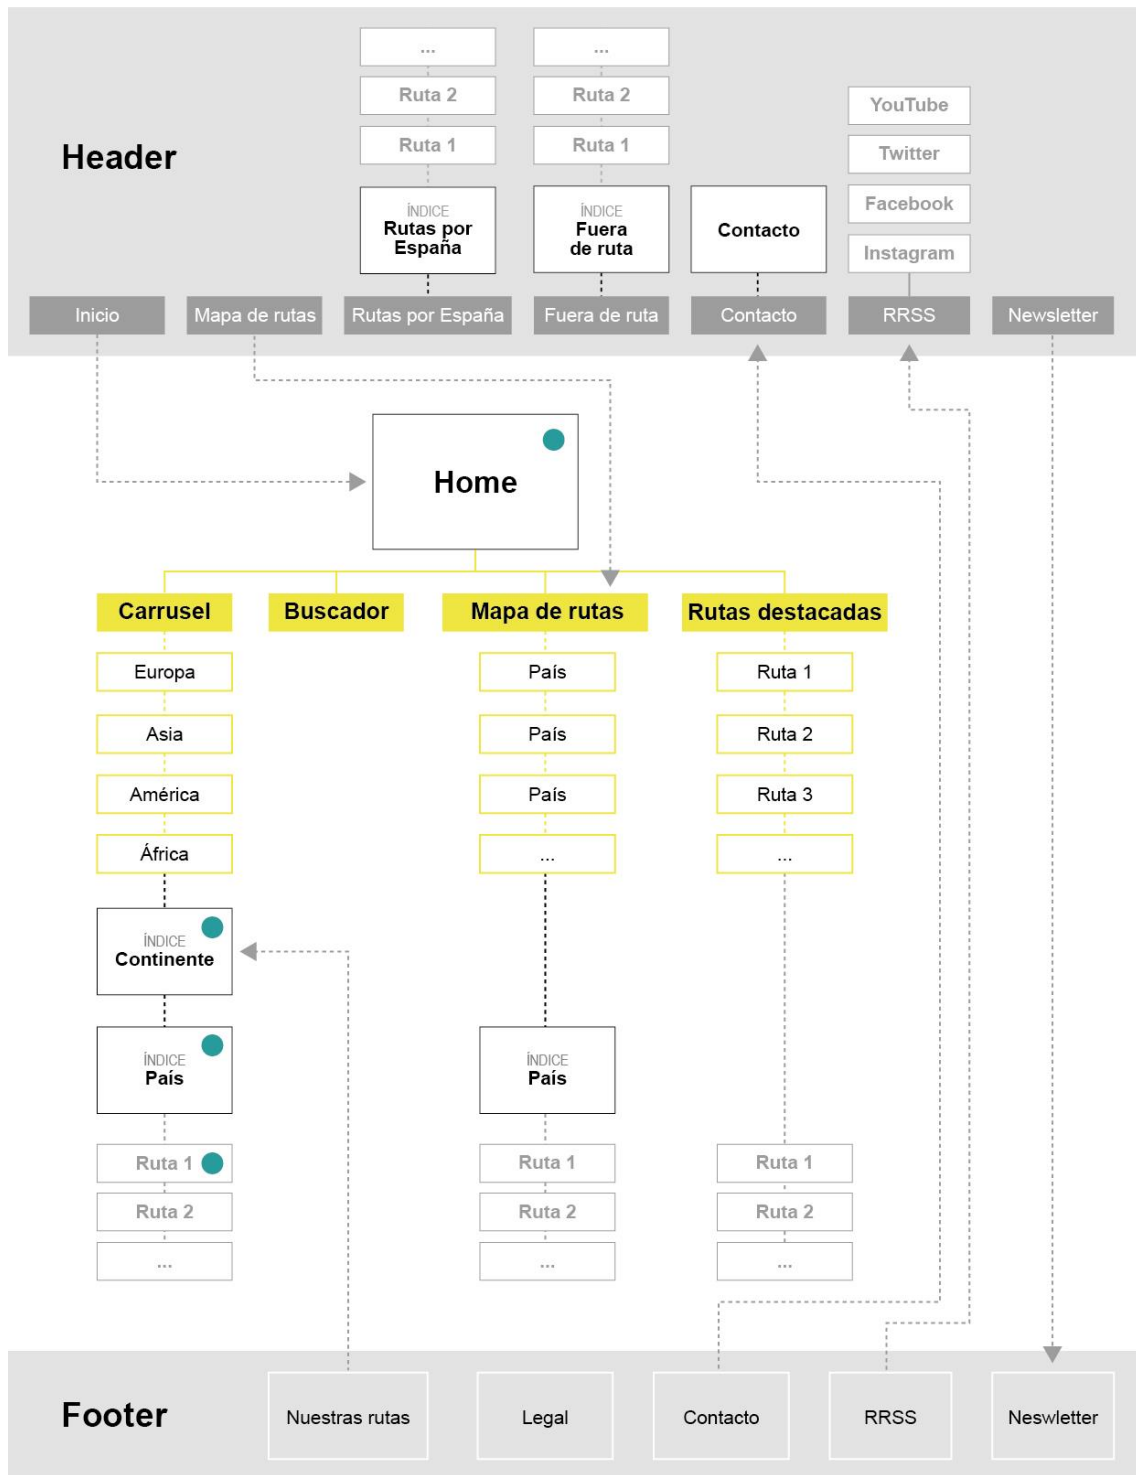 ...
...
Ruta 2
Ruta 2
YouTube
Ruta 1
Ruta 1
Twitter
Header
ÍNDICE
Rutas por
España
ÍNDICE
Fuera
de ruta
Contacto
Facebook
Instagram
Inicio
Mapa de rutas
Rutas por España
Fuera de ruta
Contacto
RRSS
Newsletter
Home
Carrusel
Buscador
Mapa de rutas
Rutas destacadas
Europa
País
Ruta 1
Asia
País
Ruta 2
América
País
Ruta 3
África
...
...
ÍNDICE
Continente
ÍNDICE
País
ÍNDICE
País
Ruta 1
Ruta 1
Ruta 1
Ruta 2
Ruta 2
Ruta 2
...
...
...
Footer
Nuestras rutas
Legal
Contacto
RRSS
Neswletter